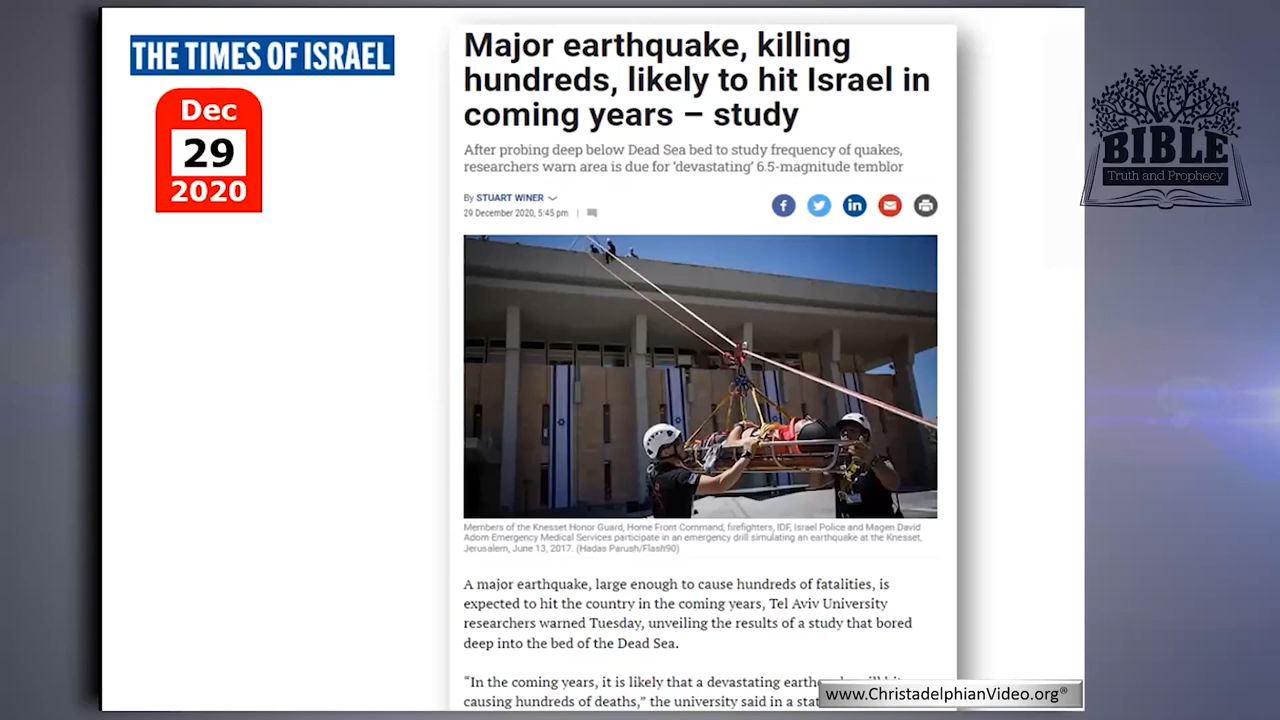 THE TIMES OF ISRAEL
Dec
29
2020
Major earthquake, killing
hundreds, likely to hit Israel in
coming years – study
After probing deep below Dead Sea bed to study frequency of quakes,
researchers warn area is due for ‘devastating’ 6.5-magnitude temblor
By STUART WINER
29 December 2020, 5:45 pm
Members of the Knesset Honor Guard, Home Front Command, firefighters, IDF, Israel Police and Magen David
Adom Emergency Medical Services participate in an emergency drill simulating an earthquake at the Knesset,
Jerusalem, June 13, 2017. (Hadas Parush/Flash90)
A major earthquake, large enough to cause hundreds of fatalities, is
expected to hit the country in the coming years, Tel Aviv University
researchers warned Tuesday, unveiling the results of a study that bored
deep into the bed of the Dead Sea.
“In the coming years, it is likely that a devastating
causing hundreds of deaths,” the university said in a
BIBLE
Truth and Prophecy
www.ChristadelphianVideo.org®